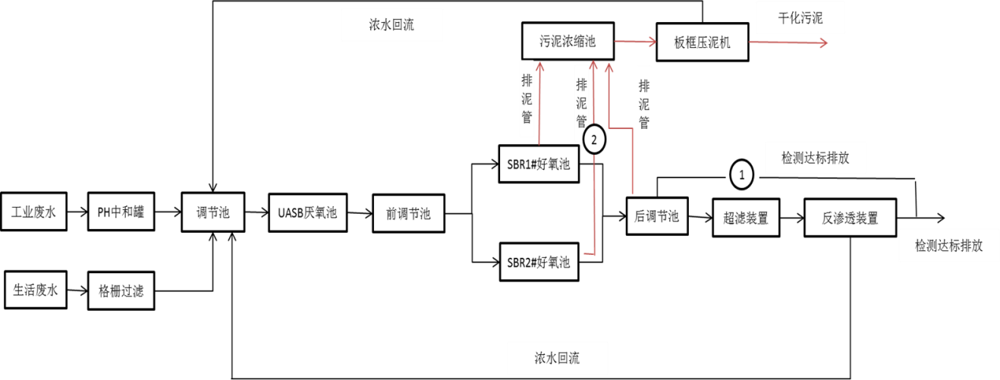 浓水回流
污泥浓缩池
板框压泥机
干化污泥
排泥管
排泥管
排泥管
2
SBR1#好氧池
1
检测达标排放
工业废水
PH中和罐
调节池
UASB厌氧池
前调节池
后调节池
超滤装置
反渗透装置
检测达标排放
SBR2#好氧池
生活废水
格栅过滤
浓水回流